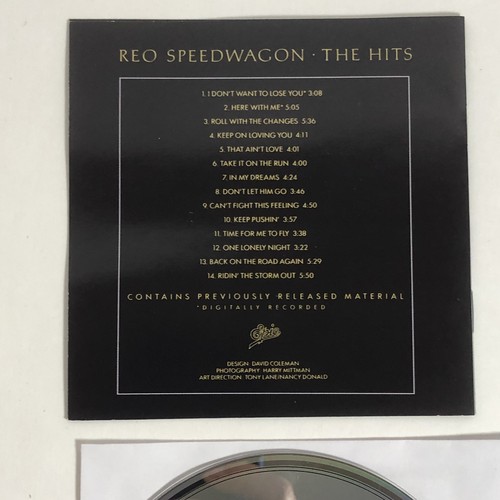 REO SPEEDWAGON · THE HITS
1. I DON'T WANT TO LOSE YOU* 3:08
2. HERE WITH ME* 5:05
3. ROLL WITH THE CHANGES 5:36
4. KEEP ON LOVING YOU 4:11
5. THAT AIN'T LOVE 4:01
6. TAKE IT ON THE RUN 4:00
7. IN MY DREAMS 4:24
8. DON'T LET HIM GO 3:46
9. CAN'T FIGHT THIS FEELING 4:50
10. KEEP PUSHIN' 3:57
11. TIME FOR ME TO FLY 3:38
12. ONE LONELY NIGHT 3:22
13. BACK ON THE ROAD AGAIN 5:29
14. RIDIN' THE STORM OUT 5:50
CONTAINS PREVIOUSLY RELEASED MATERIAL
*DIGITALLY RECORDED
Epic
DESIGN: DAVID COLEMAN
PHOTOGRAPHY: HARRY MITTMAN
ART DIRECTION: TONY LANE/NANCY DONALD